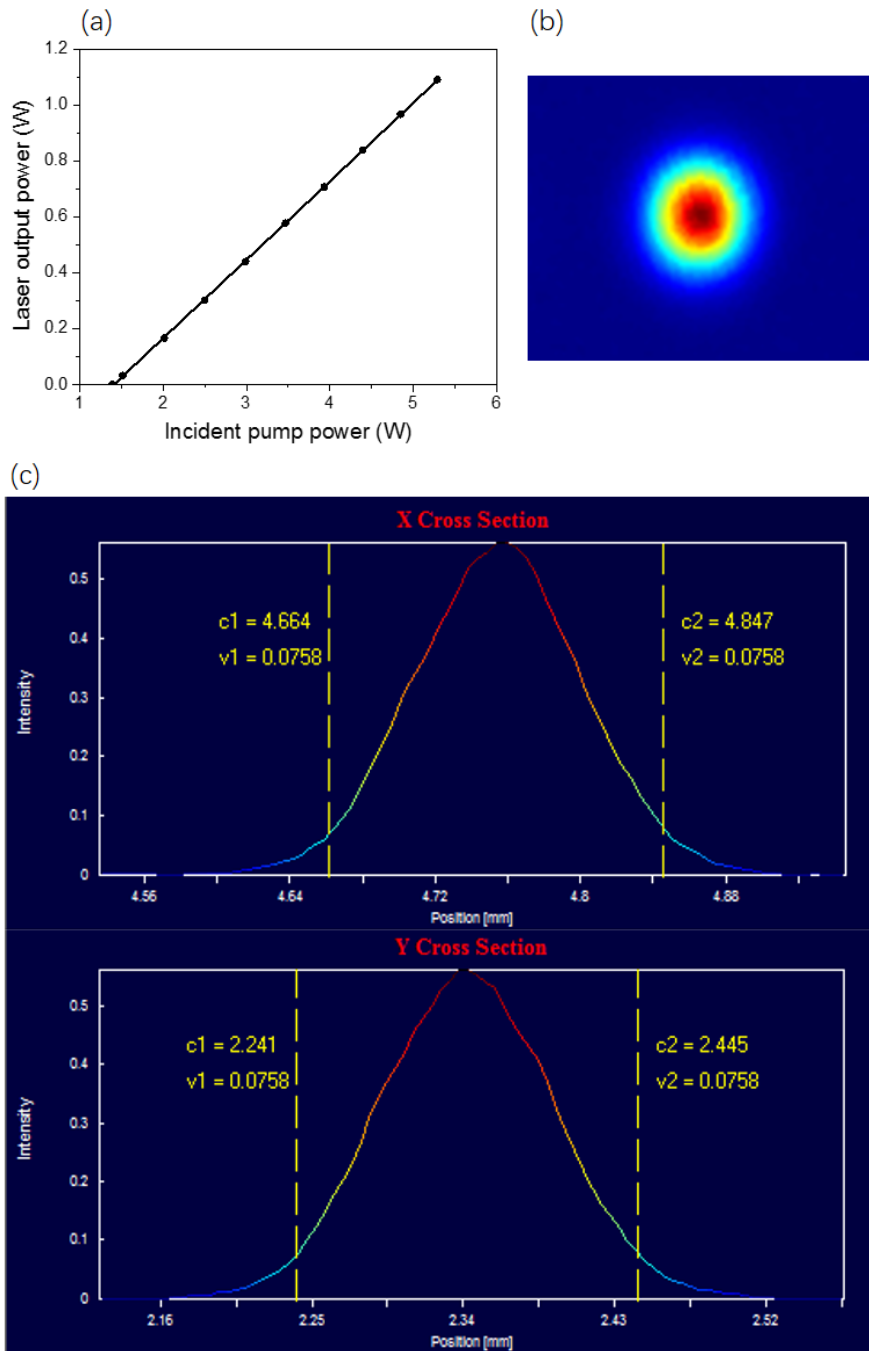 (a)
1.2
1.0
0.8
0.6
0.4
0.2
0.0
Laser output power (W)
1 2 3 4 5 6
Incident pump power (W)
(b)
(c)
X Cross Section
0.5
0.4
0.3
0.2
0.1
0
Intensity
c1 = 4.664
v1 = 0.0758
c2 = 4.847
v2 = 0.0758
4.56 4.64 4.72 4.8 4.88
Position [mm]
Y Cross Section
0.5
0.4
0.3
0.2
0.1
0
Intensity
c1 = 2.241
v1 = 0.0758
c2 = 2.445
v2 = 0.0758
2.16 2.25 2.34 2.43 2.52
Position [mm]